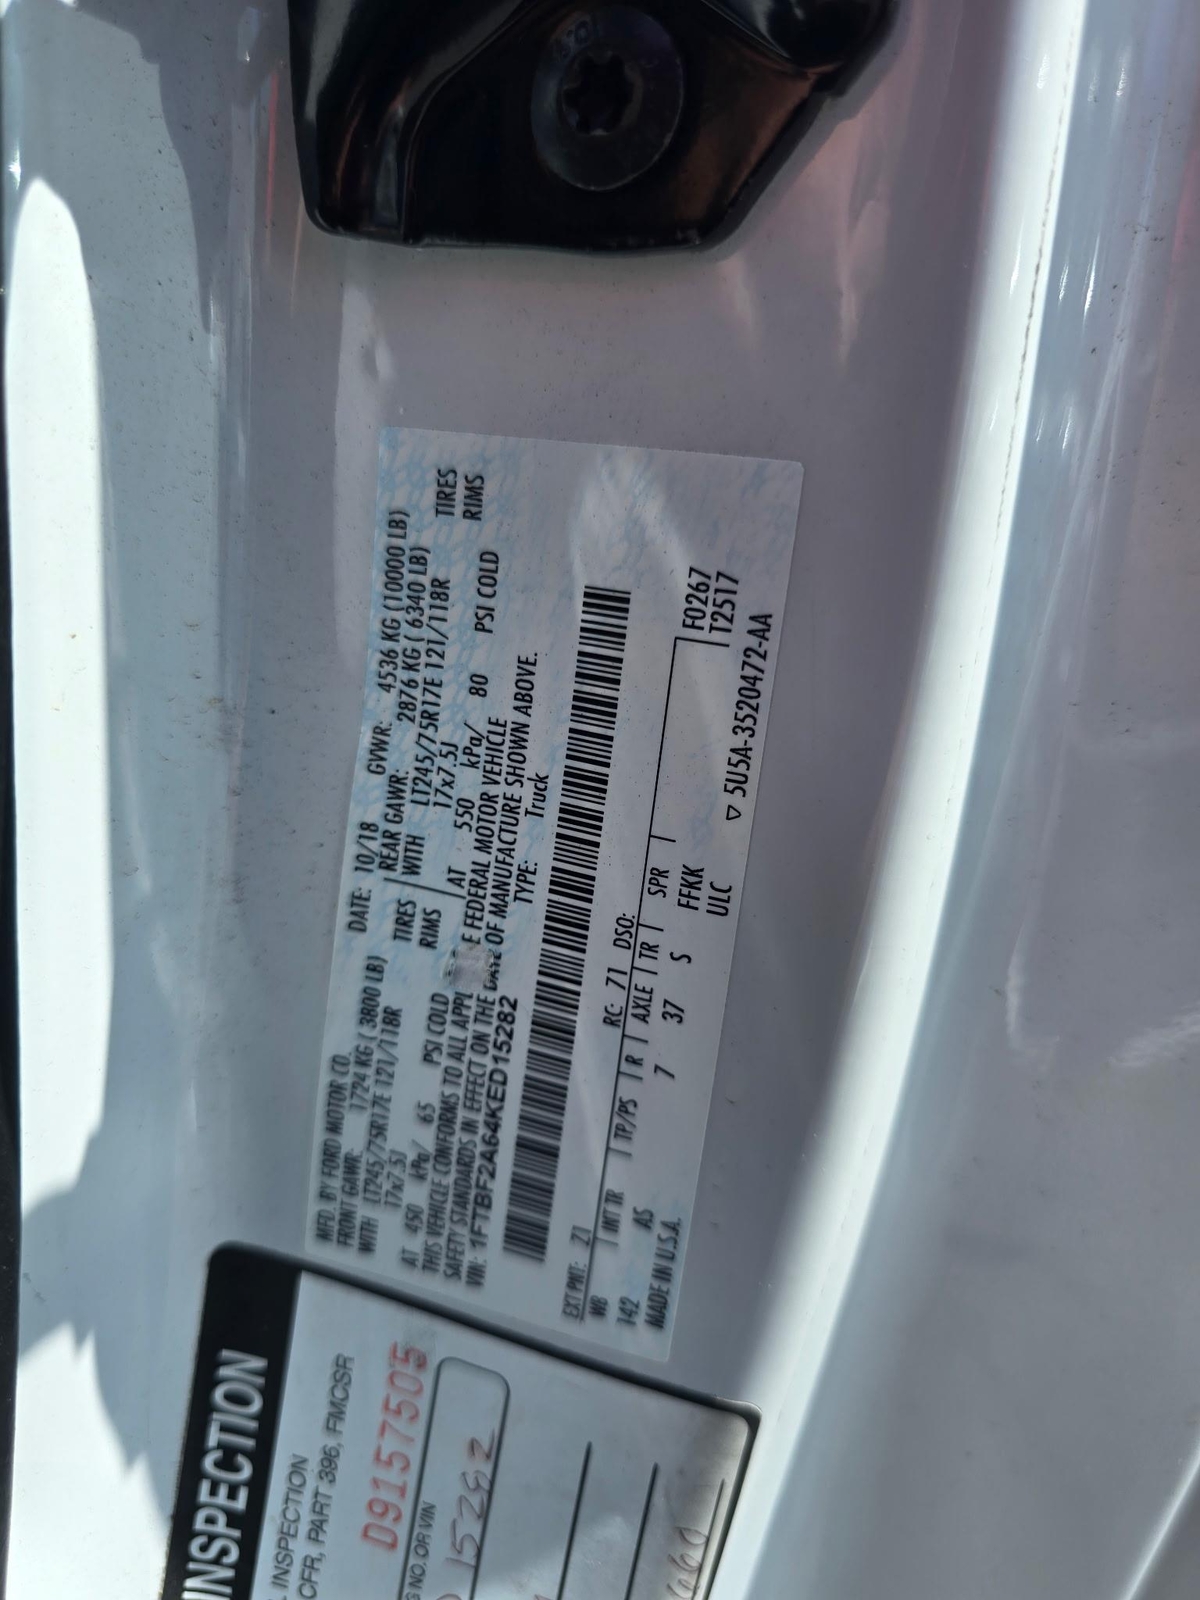 MFD. BY FORD MOTOR CO.
DATE: 10/18 GVWR: 4536 KG (10000 LB)
FRONT GAWR: 1724 KG ( 3800 LB)
REAR GAWR: 2876 KG ( 6340 LB)
WITH LT245/75R17E 121/118R TIRES
WITH LT245/75R17E 121/118R TIRES
17x7.5J RIMS
17x7.5J RIMS
AT 450 kPa/ 65 PSI COLD
AT 550 kPa/ 80 PSI COLD
THIS VEHICLE CONFORMS TO ALL APPL E FEDERAL MOTOR VEHICLE
SAFETY STANDARDS IN EFFECT ON THE DATE OF MANUFACTURE SHOWN ABOVE.
VIN: 1FTBF2A64KED15282
TYPE: Truck
EXT PNT: Z1 RC: 71 DSO:
WB INT TR TP/PS R AXLE TR SPR
F0267
T2517
142 AS 7 37 S FFKK
MADE IN U.S.A. ULC
▽ 5U5A-3520472-AA
INSPECTION
INSPECTION
CFR, PART 396, FMCSR
D9157505
G NO. OR VIN
15282